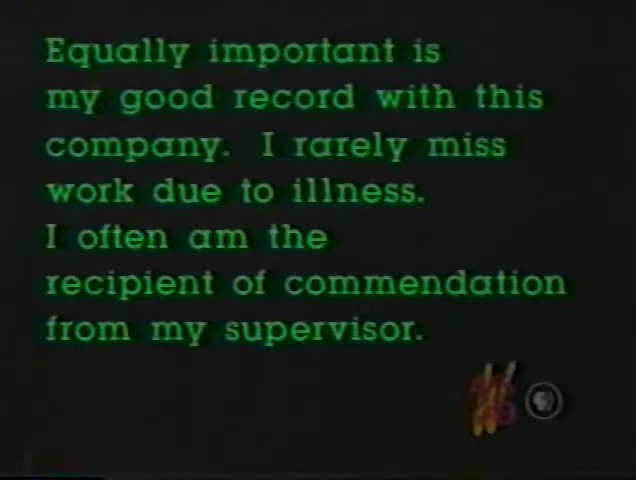 Equally important is
my good record with this
company. I rarely miss
work due to illness.
I often am the
recipient of commendation
from my supervisor.